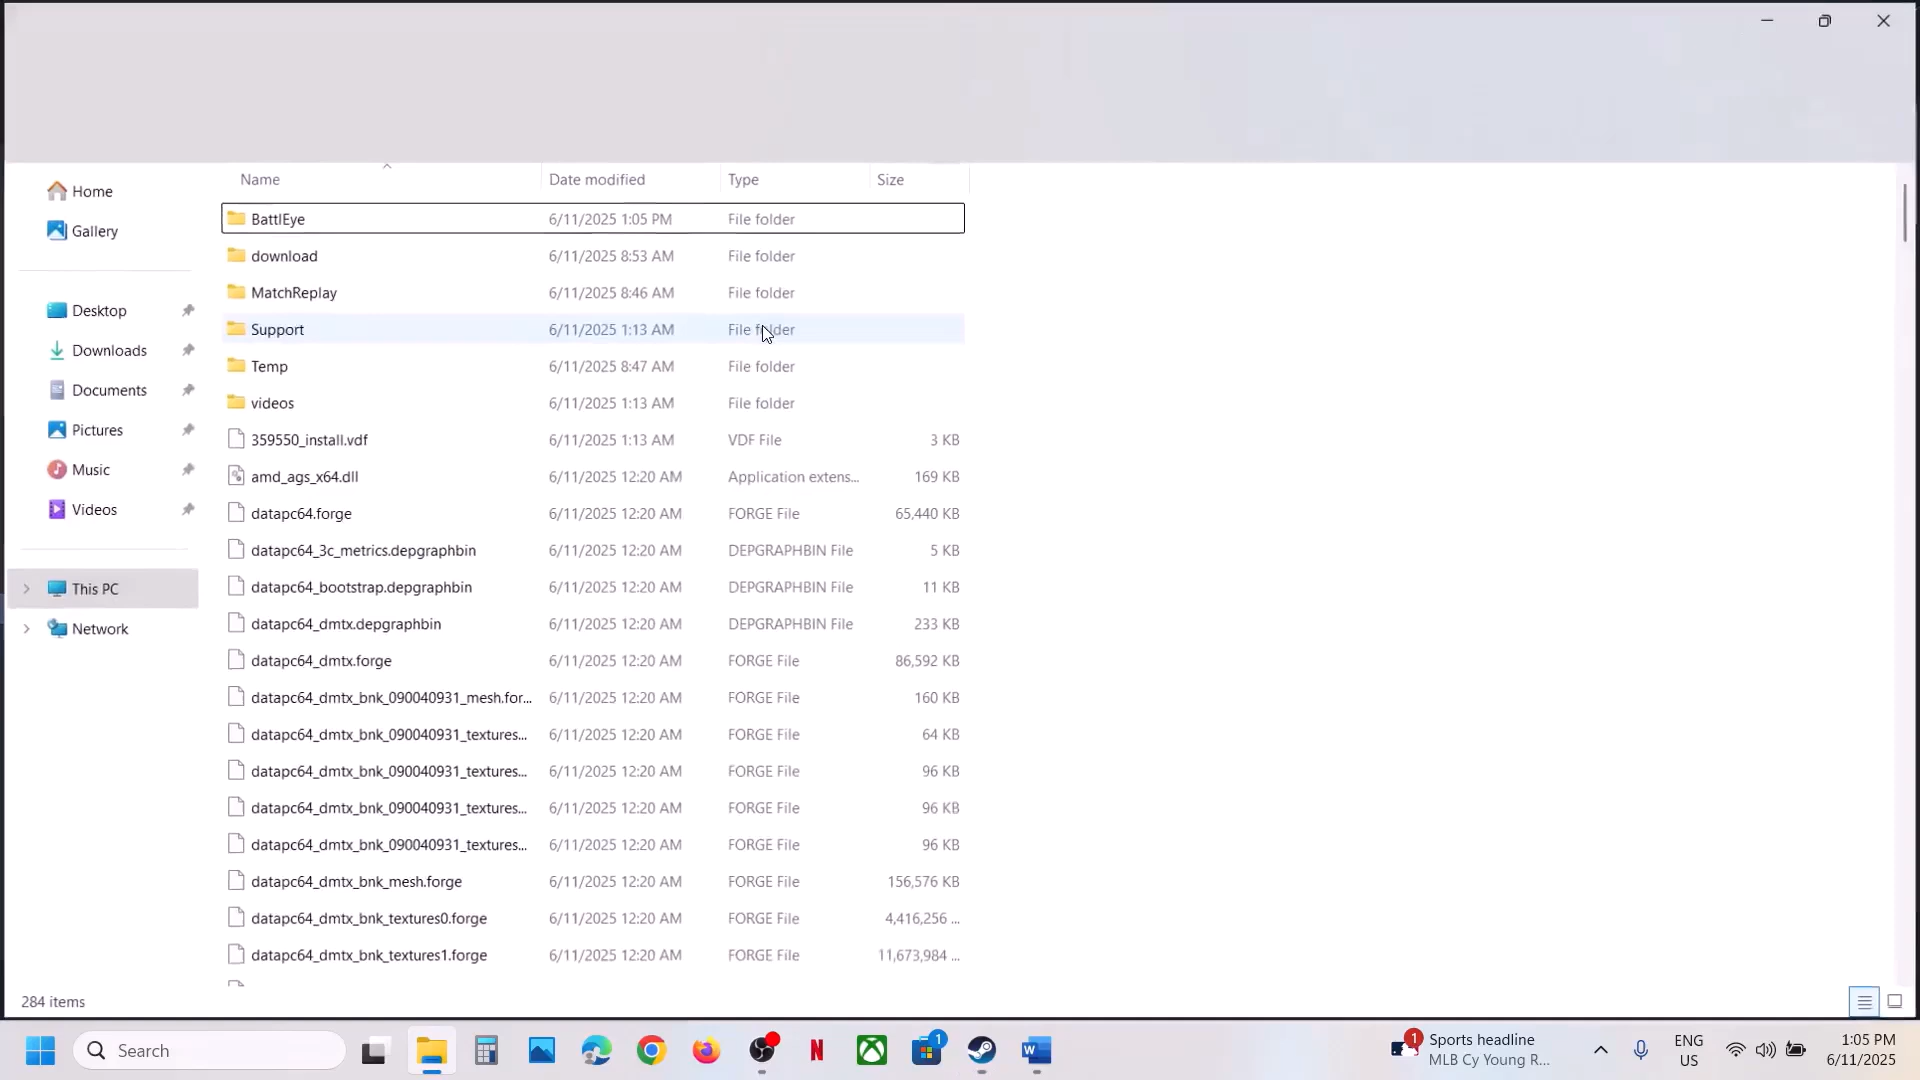 Home
Gallery
Desktop
Downloads
Documents
Pictures
Music
Videos
This PC
Network
Name Date modified Type Size
BattlEye 6/11/2025 1:05 PM File folder
download 6/11/2025 8:53 AM File folder
MatchReplay 6/11/2025 8:46 AM File folder
Support 6/11/2025 1:13 AM File folder
Temp 6/11/2025 8:47 AM File folder
videos 6/11/2025 1:13 AM File folder
359550_install.vdf 6/11/2025 1:13 AM VDF File 3 KB
amd_ags_x64.dll 6/11/2025 12:20 AM Application extens... 169 KB
datapc64.forge 6/11/2025 12:20 AM FORGE File 65,440 KB
datapc64_3c_metrics.depgraphbin 6/11/2025 12:20 AM DEPGRAPHBIN File 5 KB
datapc64_bootstrap.depgraphbin 6/11/2025 12:20 AM DEPGRAPHBIN File 11 KB
datapc64_dmtx.depgraphbin 6/11/2025 12:20 AM DEPGRAPHBIN File 233 KB
datapc64_dmtx.forge 6/11/2025 12:20 AM FORGE File 86,592 KB
datapc64_dmtx_bnk_090040931_mesh.for... 6/11/2025 12:20 AM FORGE File 160 KB
datapc64_dmtx_bnk_090040931_textures... 6/11/2025 12:20 AM FORGE File 64 KB
datapc64_dmtx_bnk_090040931_textures... 6/11/2025 12:20 AM FORGE File 96 KB
datapc64_dmtx_bnk_090040931_textures... 6/11/2025 12:20 AM FORGE File 96 KB
datapc64_dmtx_bnk_090040931_textures... 6/11/2025 12:20 AM FORGE File 96 KB
datapc64_dmtx_bnk_mesh.forge 6/11/2025 12:20 AM FORGE File 156,576 KB
datapc64_dmtx_bnk_textures0.forge 6/11/2025 12:20 AM FORGE File 4,416,256 ...
datapc64_dmtx_bnk_textures1.forge 6/11/2025 12:20 AM FORGE File 11,673,984 ...
284 items
Search
N
W
1
1
Sports headline
MLB Cy Young R...
ENG
US
1:05 PM
6/11/2025